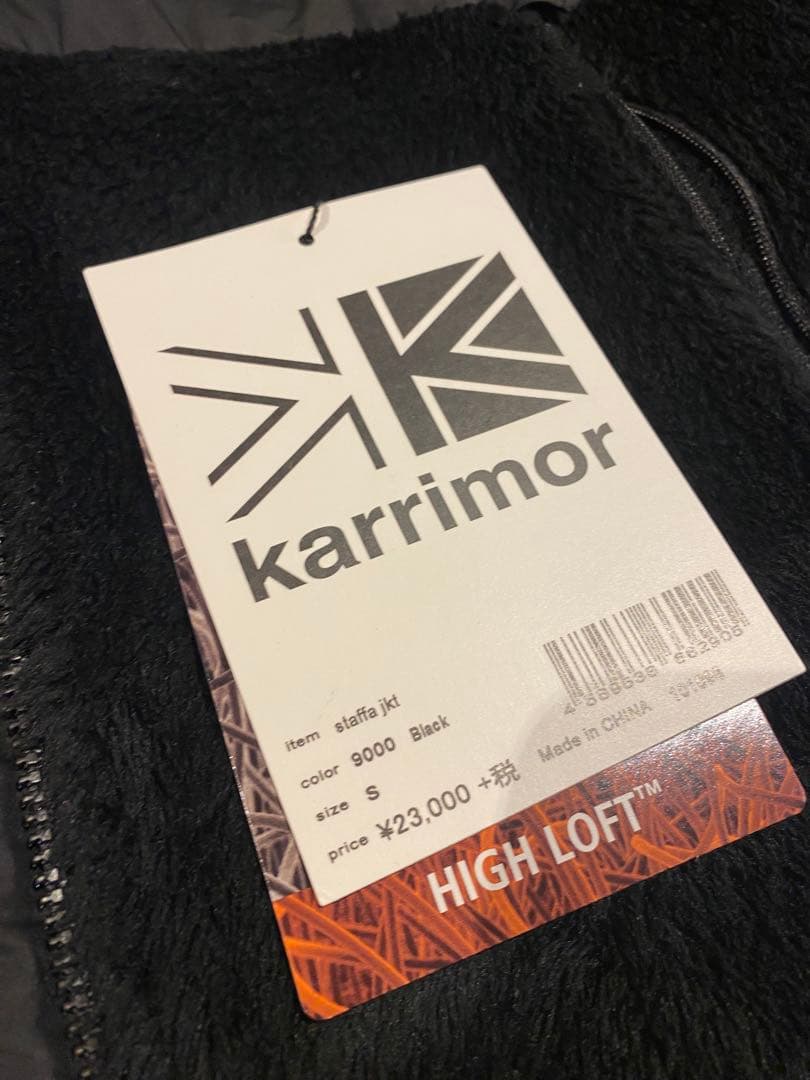 karrimor
item staffa jkt
color 9000 Black
size S
price ¥23,000 +税
Made in CHINA
HIGH LOFT™